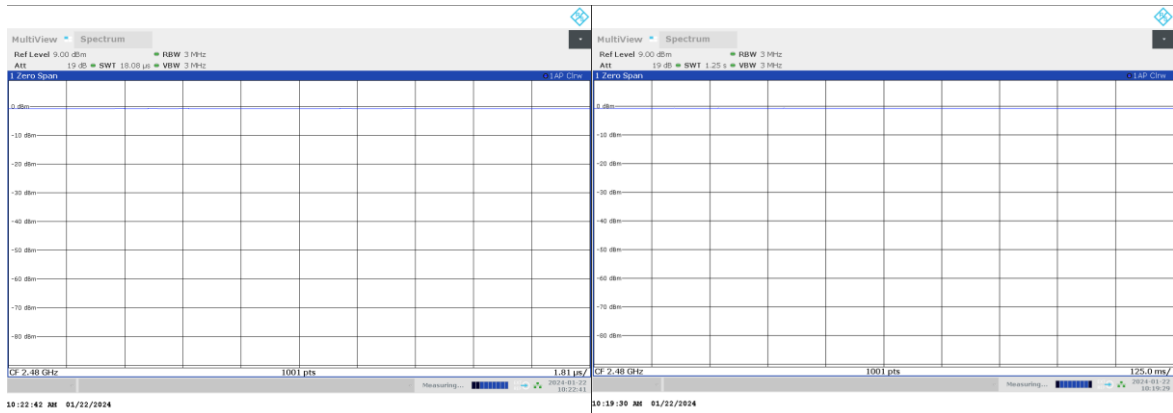 MultiView Spectrum
Ref Level 9.00 dBm RBW 3 MHz
Att 19 dB SWT 18.08 µs VBW 3 MHz
1 Zero Span 1AP Clrw
0 dBm
-10 dBm
-20 dBm
-30 dBm
-40 dBm
-50 dBm
-60 dBm
-70 dBm
-80 dBm
CF 2.48 GHz 1001 pts 1.81 µs/
Measuring... 2024-01-22
10:22:41
10:22:42 AM 01/22/2024
MultiView Spectrum
Ref Level 9.00 dBm RBW 3 MHz
Att 19 dB SWT 1.25 s VBW 3 MHz
1 Zero Span 1AP Clrw
0 dBm
-10 dBm
-20 dBm
-30 dBm
-40 dBm
-50 dBm
-60 dBm
-70 dBm
-80 dBm
CF 2.48 GHz 1001 pts 125.0 ms/
Measuring... 2024-01-22
10:19:29
10:19:30 AM 01/22/2024